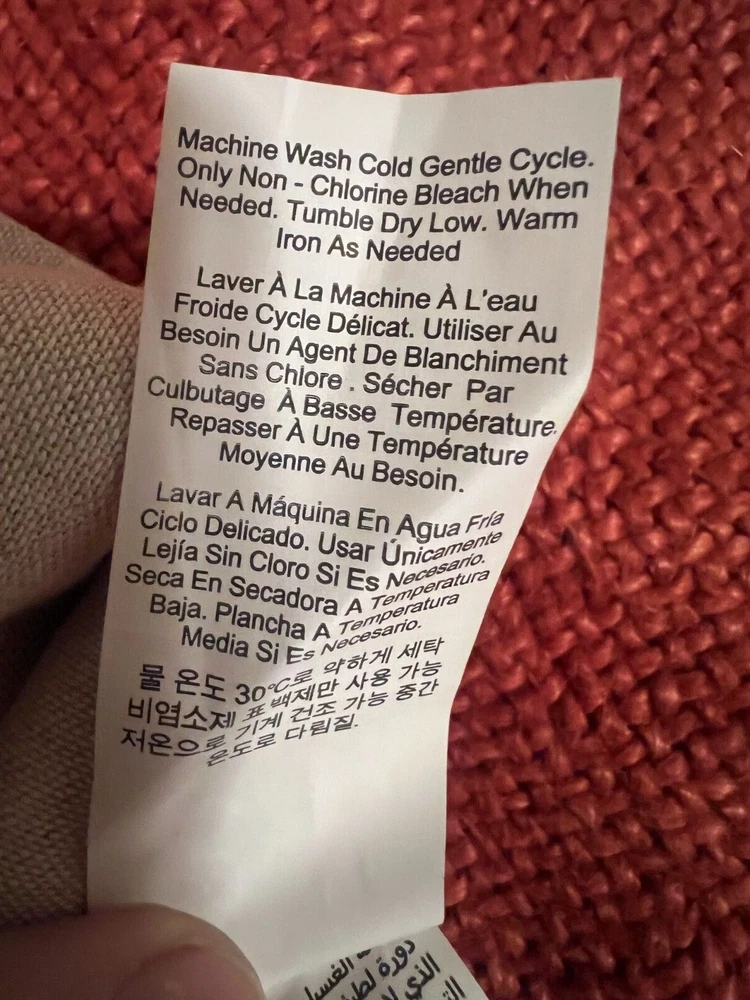 Machine Wash Cold Gentle Cycle.
Only Non - Chlorine Bleach When
Needed. Tumble Dry Low. Warm
Iron As Needed
Laver À La Machine À L'eau
Froide Cycle Délicat. Utiliser Au
Besoin Un Agent De Blanchiment
Sans Chlore . Sécher Par
Culbutage À Basse Température.
Repasser À Une Température
Moyenne Au Besoin.
Lavar A Máquina En Agua Fría
Ciclo Delicado. Usar Únicamente
Lejía Sin Cloro Si Es Necesario.
Seca En Secadora A Temperatura
Baja. Plancha A Temperatura
Media Si Es Necesario.
물 온도 30℃로 약하게 세탁
비염소제 표백제만 사용 가능
저온으로 기계 건조 가능 중간
온도로 다림질.
دورة
الذي